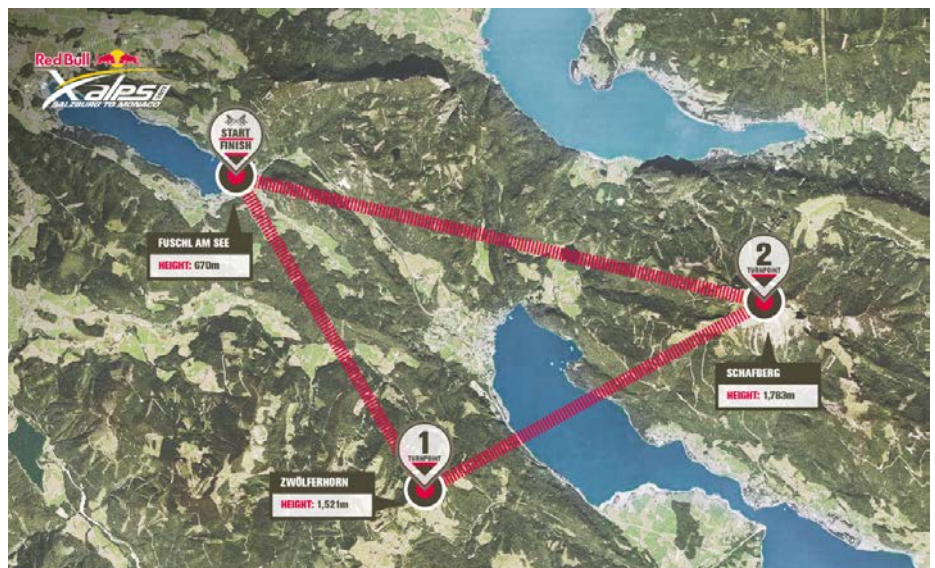 Red Bull
Xalps
SALZBURG TO MONACO
START
FINISH
FUSCHL AM SEE
HEIGHT: 670m
2
TURNPOINT
SCHAFBERG
HEIGHT: 1,783m
1
TURNPOINT
ZWÖLFERHORN
HEIGHT: 1,521m